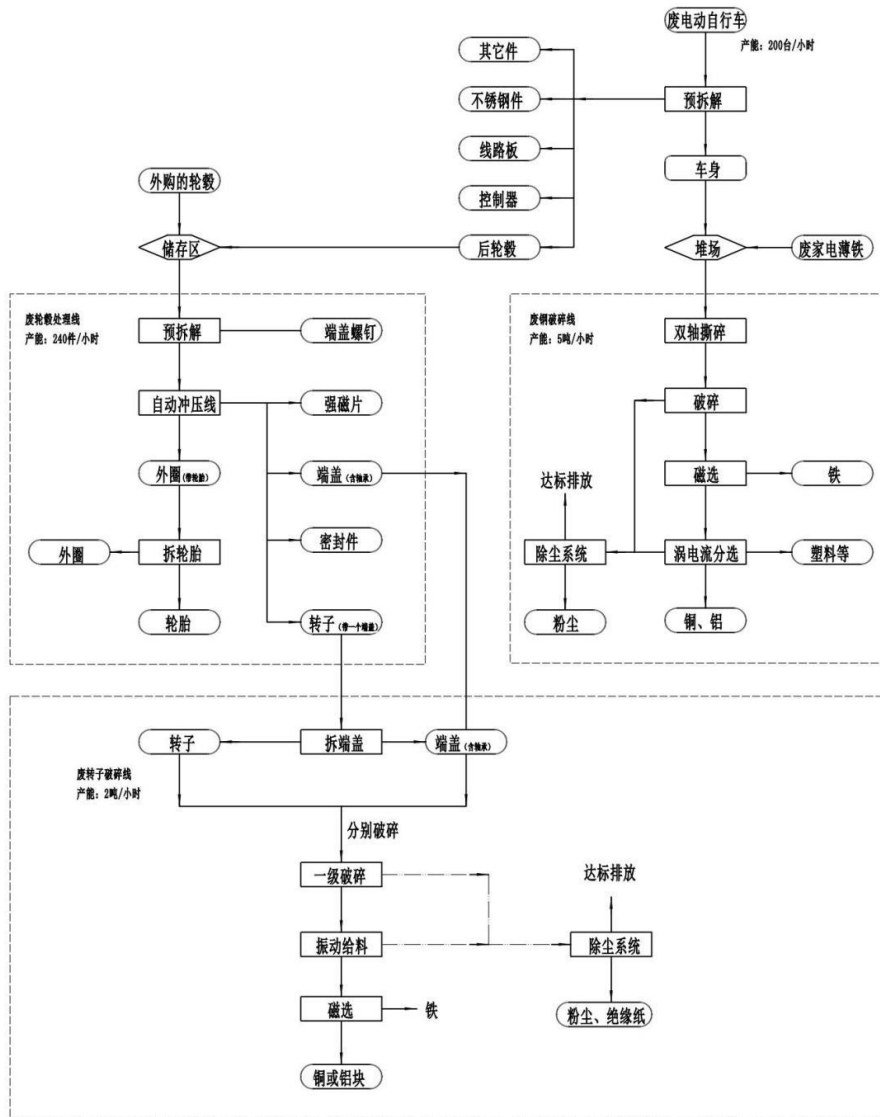 废电动自行车
产能：200台/小时
其它件
不锈钢件
预拆解
线路板
车身
外购的轮毂
控制器
储存区
后轮毂
堆场
废家电薄铁
废轮毂处理线
产能：240件/小时
预拆解
端盖螺钉
废钢破碎线
产能：5吨/小时
双轴撕碎
自动冲压线
强磁片
破碎
外圈(带轮胎)
端盖(含轴承)
达标排放
磁选
铁
外圈
拆轮胎
密封件
除尘系统
涡电流分选
塑料等
轮胎
转子(带一个端盖)
粉尘
铜、铝
转子
拆端盖
端盖(含轴承)
废转子破碎线
产能：2吨/小时
分别破碎
一级破碎
达标排放
振动给料
除尘系统
磁选
铁
粉尘、绝缘纸
铜或铝块